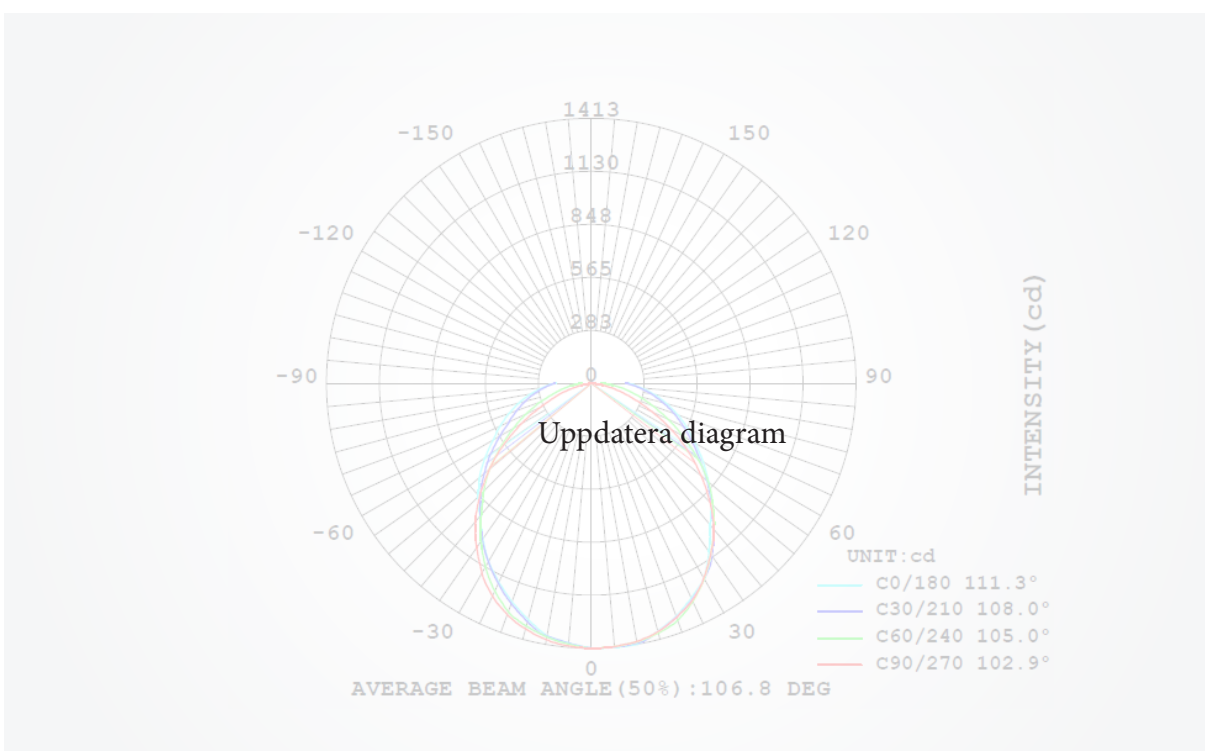 1413
-150 150
1130
848
-120 120
565
283
INTENSITY(cd)
0
-90 90
Uppdatera diagram
-60 60
UNIT:cd
C0/180 111.3°
C30/210 108.0°
-30 30
C60/240 105.0°
C90/270 102.9°
0
AVERAGE BEAM ANGLE(50%):106.8 DEG